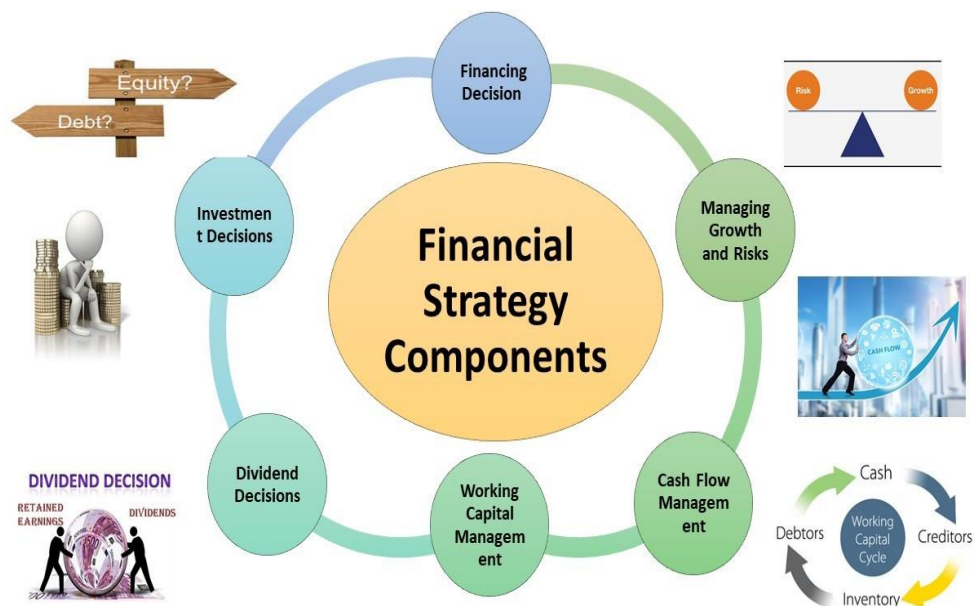 Equity?
Debt?
Financing
Decision
Risk
Growth
Investmen
t Decisions
Managing
Growth
and Risks
Financial
Strategy
Components
CASH FLOW
Dividend
Decisions
Working
Capital
Managem
ent
Cash Flow
Managem
ent
DIVIDEND DECISION
RETAINED
EARNINGS
DIVIDENDS
500
Cash
Debtors
Working
Capital
Cycle
Creditors
Inventory